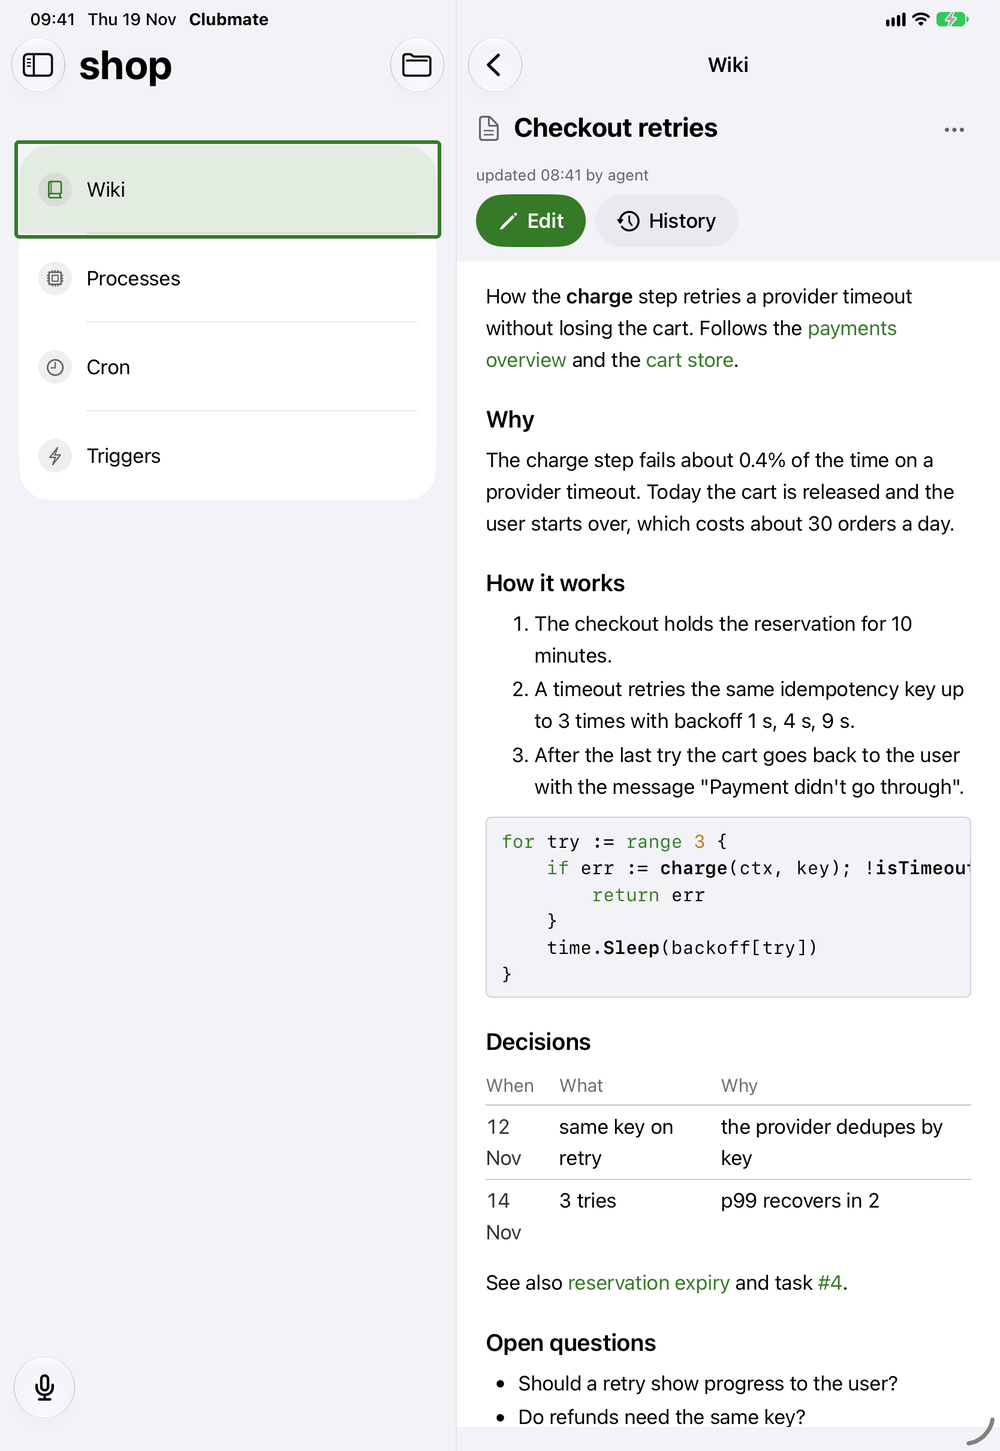 09:41 Thu 19 Nov Clubmate
shop
Wiki
Processes
Cron
Triggers
Wiki
Checkout retries
updated 08:41 by agent
Edit
History
How the charge step retries a provider timeout
without losing the cart. Follows the payments
overview and the cart store.
Why
The charge step fails about 0.4% of the time on a
provider timeout. Today the cart is released and the
user starts over, which costs about 30 orders a day.
How it works
1. The checkout holds the reservation for 10
minutes.
2. A timeout retries the same idempotency key up
to 3 times with backoff 1 s, 4 s, 9 s.
3. After the last try the cart goes back to the user
with the message "Payment didn't go through".
for try := range 3 {
    if err := charge(ctx, key); !isTimeout
        return err
    }
    time.Sleep(backoff[try])
}
Decisions
When What Why
12 same key on the provider dedupes by
Nov retry key
14 3 tries p99 recovers in 2
Nov
See also reservation expiry and task #4.
Open questions
• Should a retry show progress to the user?
• Do refunds need the same key?